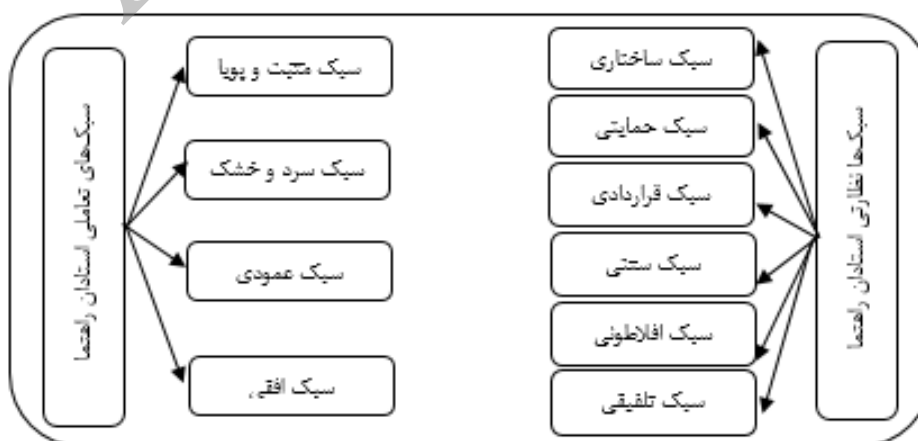 سبک‌ها نظارتی استادان راهنما
سبک ساختاری
سبک حمایتی
سبک قراردادی
سبک سنتی
سبک افلاطونی
سبک تلفیقی
سبک‌های تعاملی استادان راهنما
سبک مثبت و پویا
سبک سرد و خشک
سبک عمودی
سبک افقی